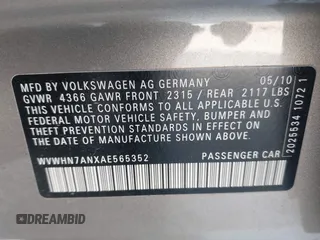 MFD BY VOLKSWAGEN AG GERMANY 05/10
GVWR 4366 GAWR FRONT 2315 / REAR 2117 LBS
THIS VEHICLE CONFORMS TO ALL APPLICABLE U.S.
FEDERAL MOTOR VEHICLE SAFETY, BUMPER AND
THEFT PREVENTION STANDARDS IN EFFECT ON THE
DATE OF MANUFACTURE SHOWN ABOVE.
WVWHN7ANXAE565352 PASSENGER CAR
2025534 1072 1
DREAMBID